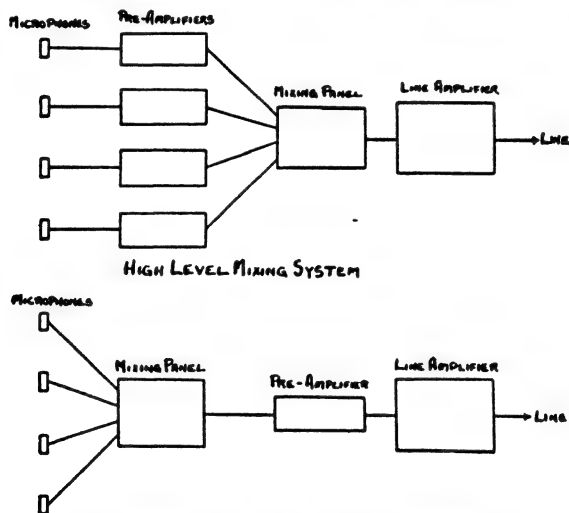 Microphones
Pre-Amplifiers
Mixing Panel
Line Amplifier
Line
High Level Mixing System
Microphones
Mixing Panel
Pre-Amplifier
Line Amplifier
Line